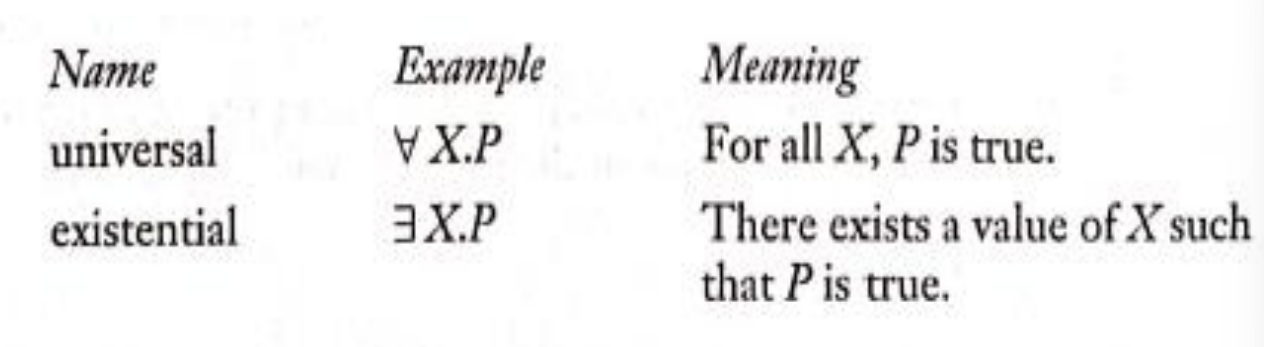 Name Example Meaning
universal ∀ X.P For all X, P is true.
existential ∃ X.P There exists a value of X such
that P is true.